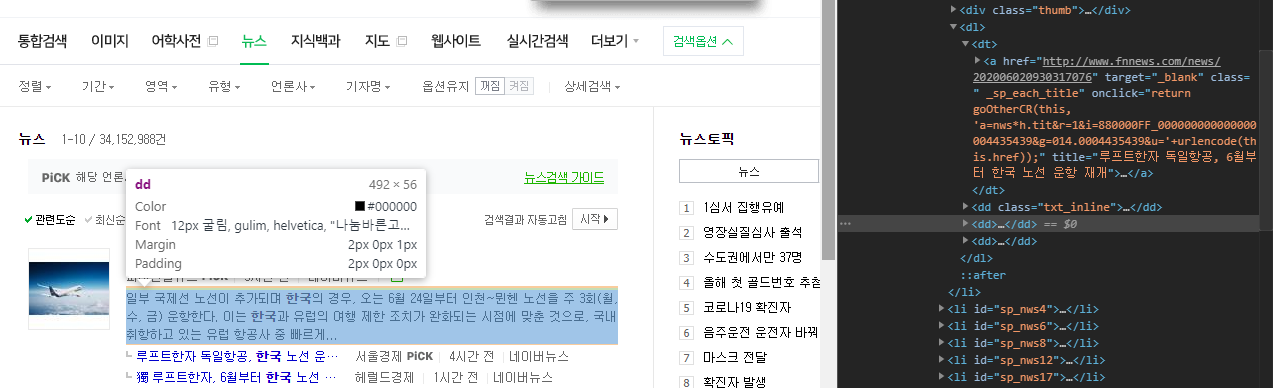 통합검색 이미지 어학사전 뉴스 지식백과 지도 웹사이트 실시간검색 더보기 검색옵션
정렬 기간 영역 유형 언론사 기자명 옵션유지 꺼짐 켜짐 상세검색
뉴스 1-10 / 34,152,988건
PiCK 해당 언론
뉴스검색 가이드
관련도순 최신순
검색결과 자동고침 시작
dd 492 × 56
Color #000000
Font 12px 굴림, gulim, helvetica, "나눔바른고...
Margin 2px 0px 1px
Padding 2px 0px 0px
일부 국제선 노선이 추가되며 한국의 경우, 오는 6월 24일부터 인천~뮌헨 노선을 주 3회(월,
수, 금) 운항한다. 이는 한국과 유럽의 여행 제한 조치가 완화되는 시점에 맞춘 것으로, 국내
취항하고 있는 유럽 항공사 중 빠르게...
루프트한자 독일항공, 한국 노선 운··· 서울경제 PiCK 4시간 전 네이버뉴스
獨 루프트한자, 6월부터 한국 노선 ··· 헤럴드경제 1시간 전 네이버뉴스
뉴스토픽
뉴스
1 1심서 집행유예
2 영장실질심사 출석
3 수도권에서만 37명
4 올해 첫 골드번호 추첨
5 코로나19 확진자
6 음주운전 운전자 바꿔
7 마스크 전달
8 확진자 발생
<div class="thumb">…</div>
<dl>
<dt>
<a href="http://www.fnnews.com/news/
202006020930317076" target="_blank" class=
" _sp_each_title" onclick="return
goOtherCR(this,
'a=nws*h.tit&r=1&i=880000FF_000000000000000
004435439&g=014.0004435439&u='+urlencode(th
is.href));" title="루프트한자 독일항공, 6월부
터 한국 노선 운항 재개">…</a>
</dt>
<dd class="txt_inline">…</dd>
<dd>…</dd> == $0
<dd>…</dd>
</dl>
::after
</li>
<li id="sp_nws4">…</li>
<li id="sp_nws6">…</li>
<li id="sp_nws8">…</li>
<li id="sp_nws12">…</li>
<li id="sp_nws17">…</li>